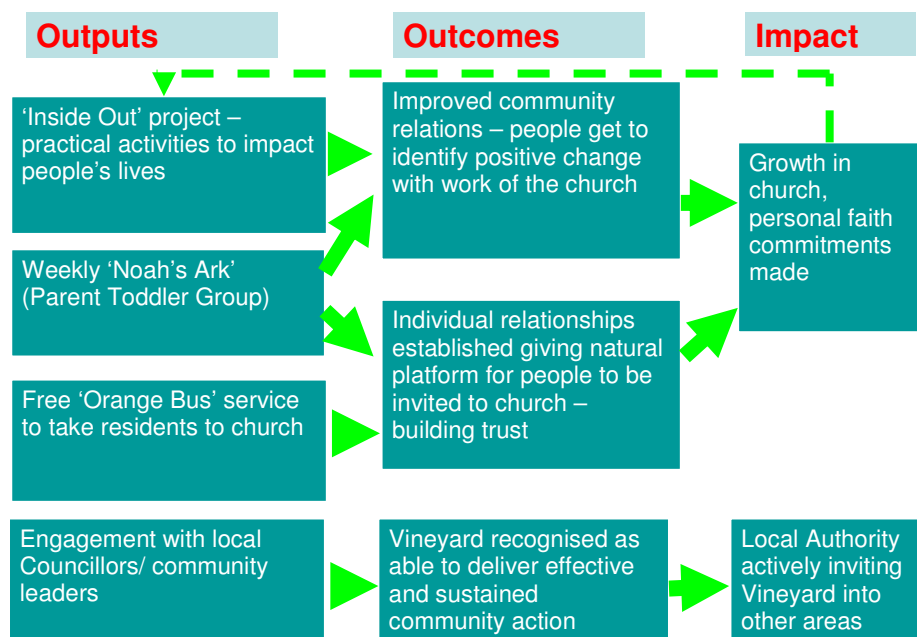 Outputs
Outcomes
Impact
‘Inside Out’ project –
practical activities to impact
people’s lives
Improved community
relations – people get to
identify positive change
with work of the church
Growth in
church,
personal faith
commitments
made
Weekly ‘Noah’s Ark’
(Parent Toddler Group)
Individual relationships
established giving natural
platform for people to be
invited to church –
building trust
Free ‘Orange Bus’ service
to take residents to church
Engagement with local
Councillors/ community
leaders
Vineyard recognised as
able to deliver effective
and sustained
community action
Local Authority
actively inviting
Vineyard into
other areas